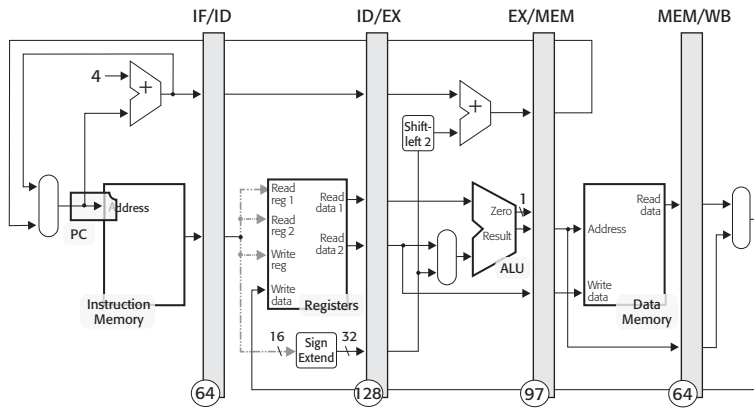 IF/ID
ID/EX
EX/MEM
MEM/WB
4
+
+
Shift-
left 2
Address
PC
Instruction
Memory
Read
reg 1
Read
reg 2
Write
reg
Write
data
Read
data 1
Read
data 2
Registers
16
Sign
Extend
32
Zero
1
Result
ALU
Address
Write
data
Read
data
Data
Memory
64
128
97
64